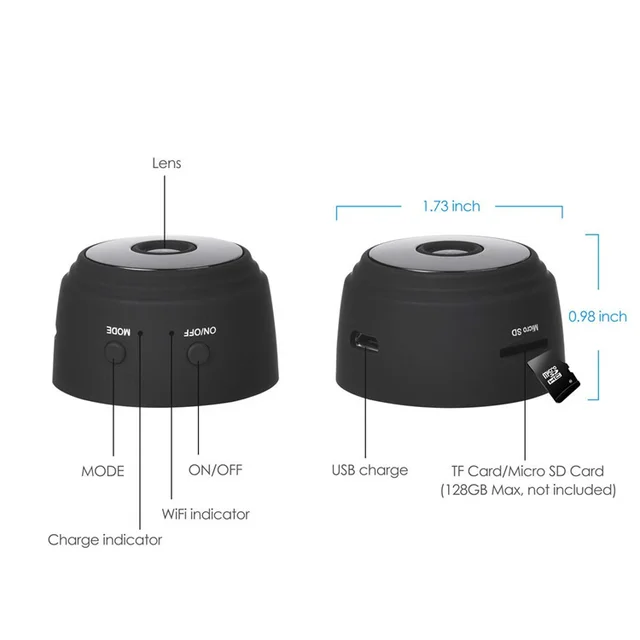 Lens
1.73 inch
0.98 inch
MODE
ON/OFF
Micro SD
MODE
ON/OFF
USB charge
TF Card/Micro SD Card
(128GB Max, not included)
WiFi indicator
Charge indicator